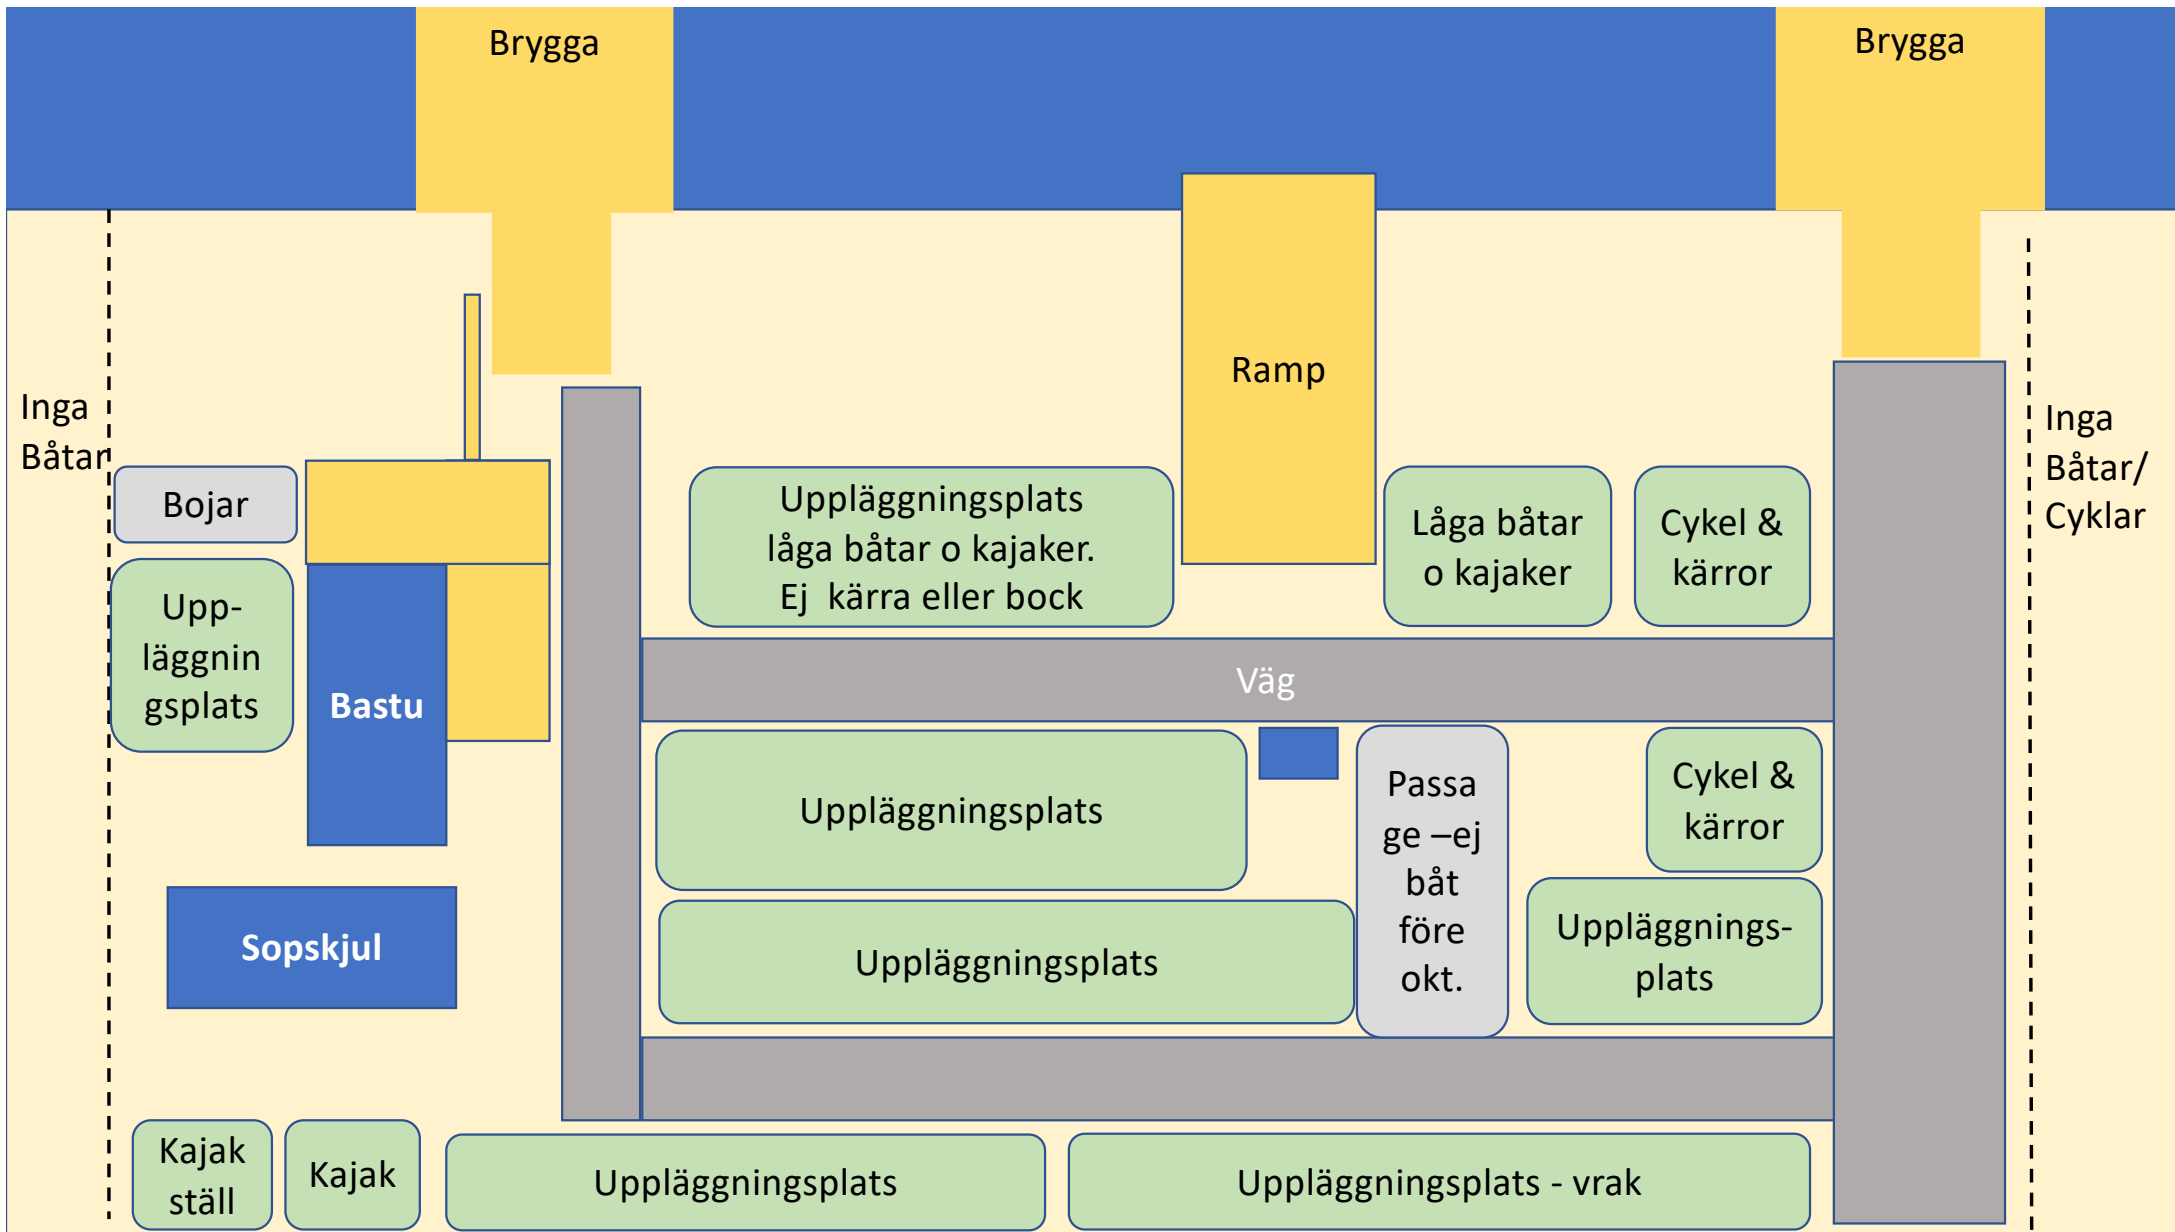 Brygga
Brygga
Ramp
Inga
Båtar
Inga
Båtar/
Cyklar
Bojar
Uppläggningsplats
låga båtar o kajaker.
Ej kärra eller bock
Låga båtar
o kajaker
Cykel &
kärror
Upp-
läggnin
gsplats
Bastu
Väg
Uppläggningsplats
Passa
ge –ej
båt
före
okt.
Cykel &
kärror
Sopskjul
Uppläggningsplats
Uppläggnings-
plats
Kajak
ställ
Kajak
Uppläggningsplats
Uppläggningsplats - vrak